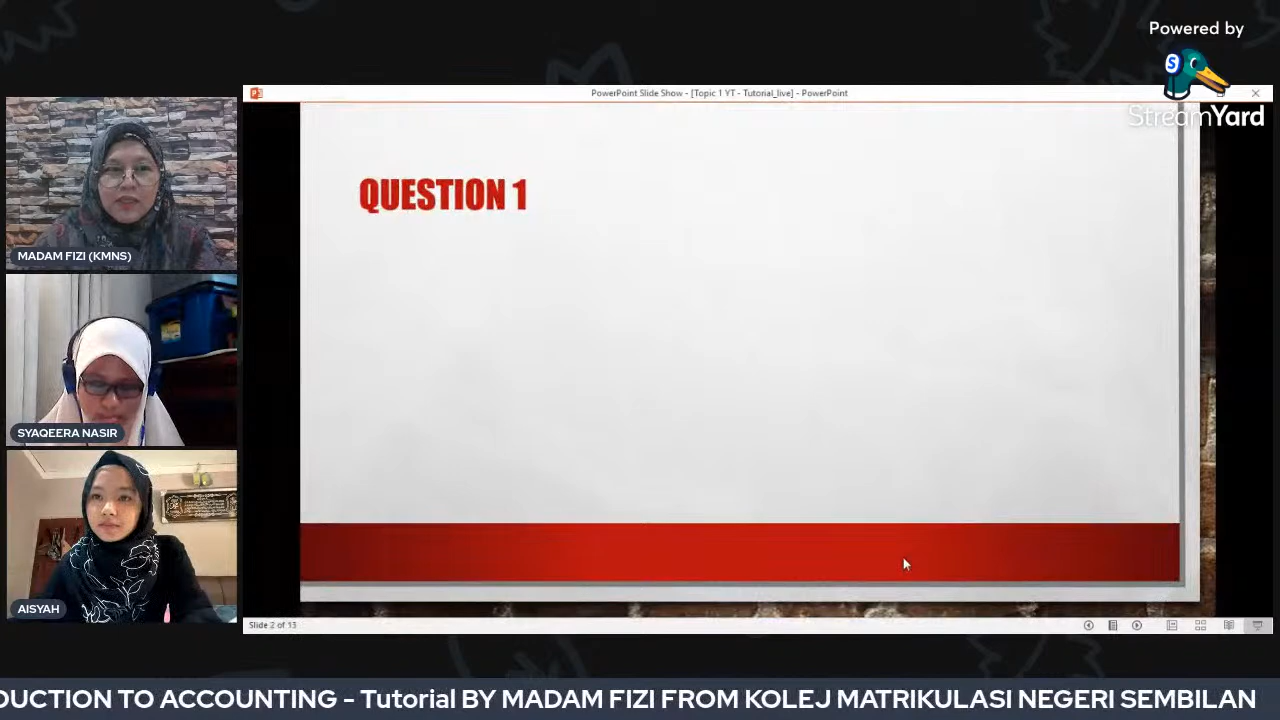 Powered by
StreamYard
PowerPoint Slide Show - [Topic 1 YT - Tutorial_live] - PowerPoint
QUESTION 1
MADAM FIZI (KMNS)
SYAQEERA NASIR
AISYAH
Slide 2 of 13
DUCTION TO ACCOUNTING - Tutorial BY MADAM FIZI FROM KOLEJ MATRIKULASI NEGERI SEMBILAN